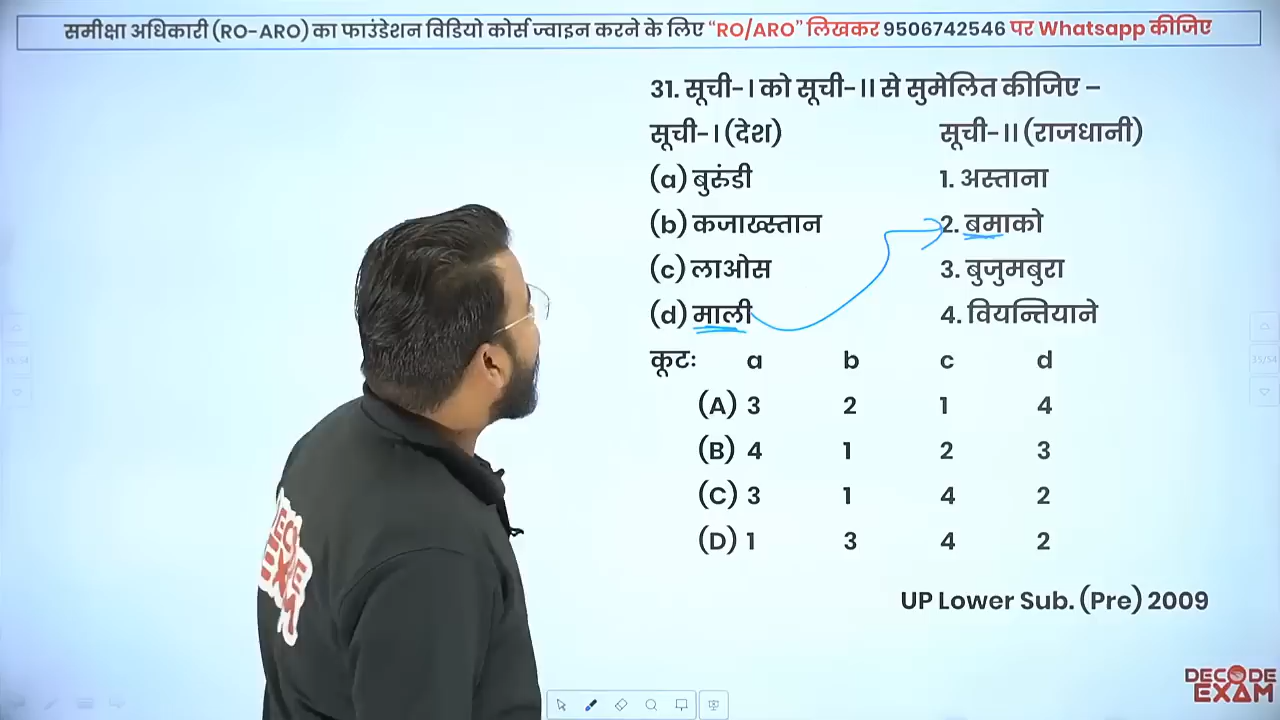 समीक्षा अधिकारी (RO-ARO) का फाउंडेशन विडियो कोर्स ज्वाइन करने के लिए “RO/ARO” लिखकर 9506742546 पर Whatsapp कीजिए
31. सूची-I को सूची-II से सुमेलित कीजिए –
सूची-I (देश) सूची-II (राजधानी)
(a) बुरुंडी 1. अस्ताना
(b) कजाख्स्तान 2. बमाको
(c) लाओस 3. बुजुमबुरा
(d) माली 4. वियन्तियाने
कूटः a b c d
(A) 3 2 1 4
(B) 4 1 2 3
(C) 3 1 4 2
(D) 1 3 4 2
UP Lower Sub. (Pre) 2009
DECODE
EXAM